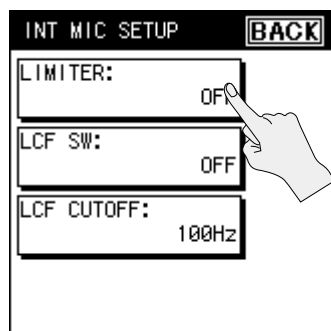 INT MIC SETUP
BACK
LIMITER:
OFF
LCF SW:
OFF
LCF CUTOFF:
100Hz